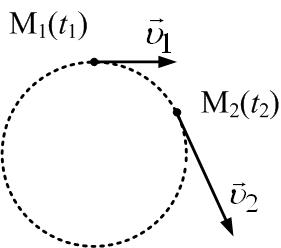 M₁(t₁)
v⃗₁
M₂(t₂)
v⃗₂